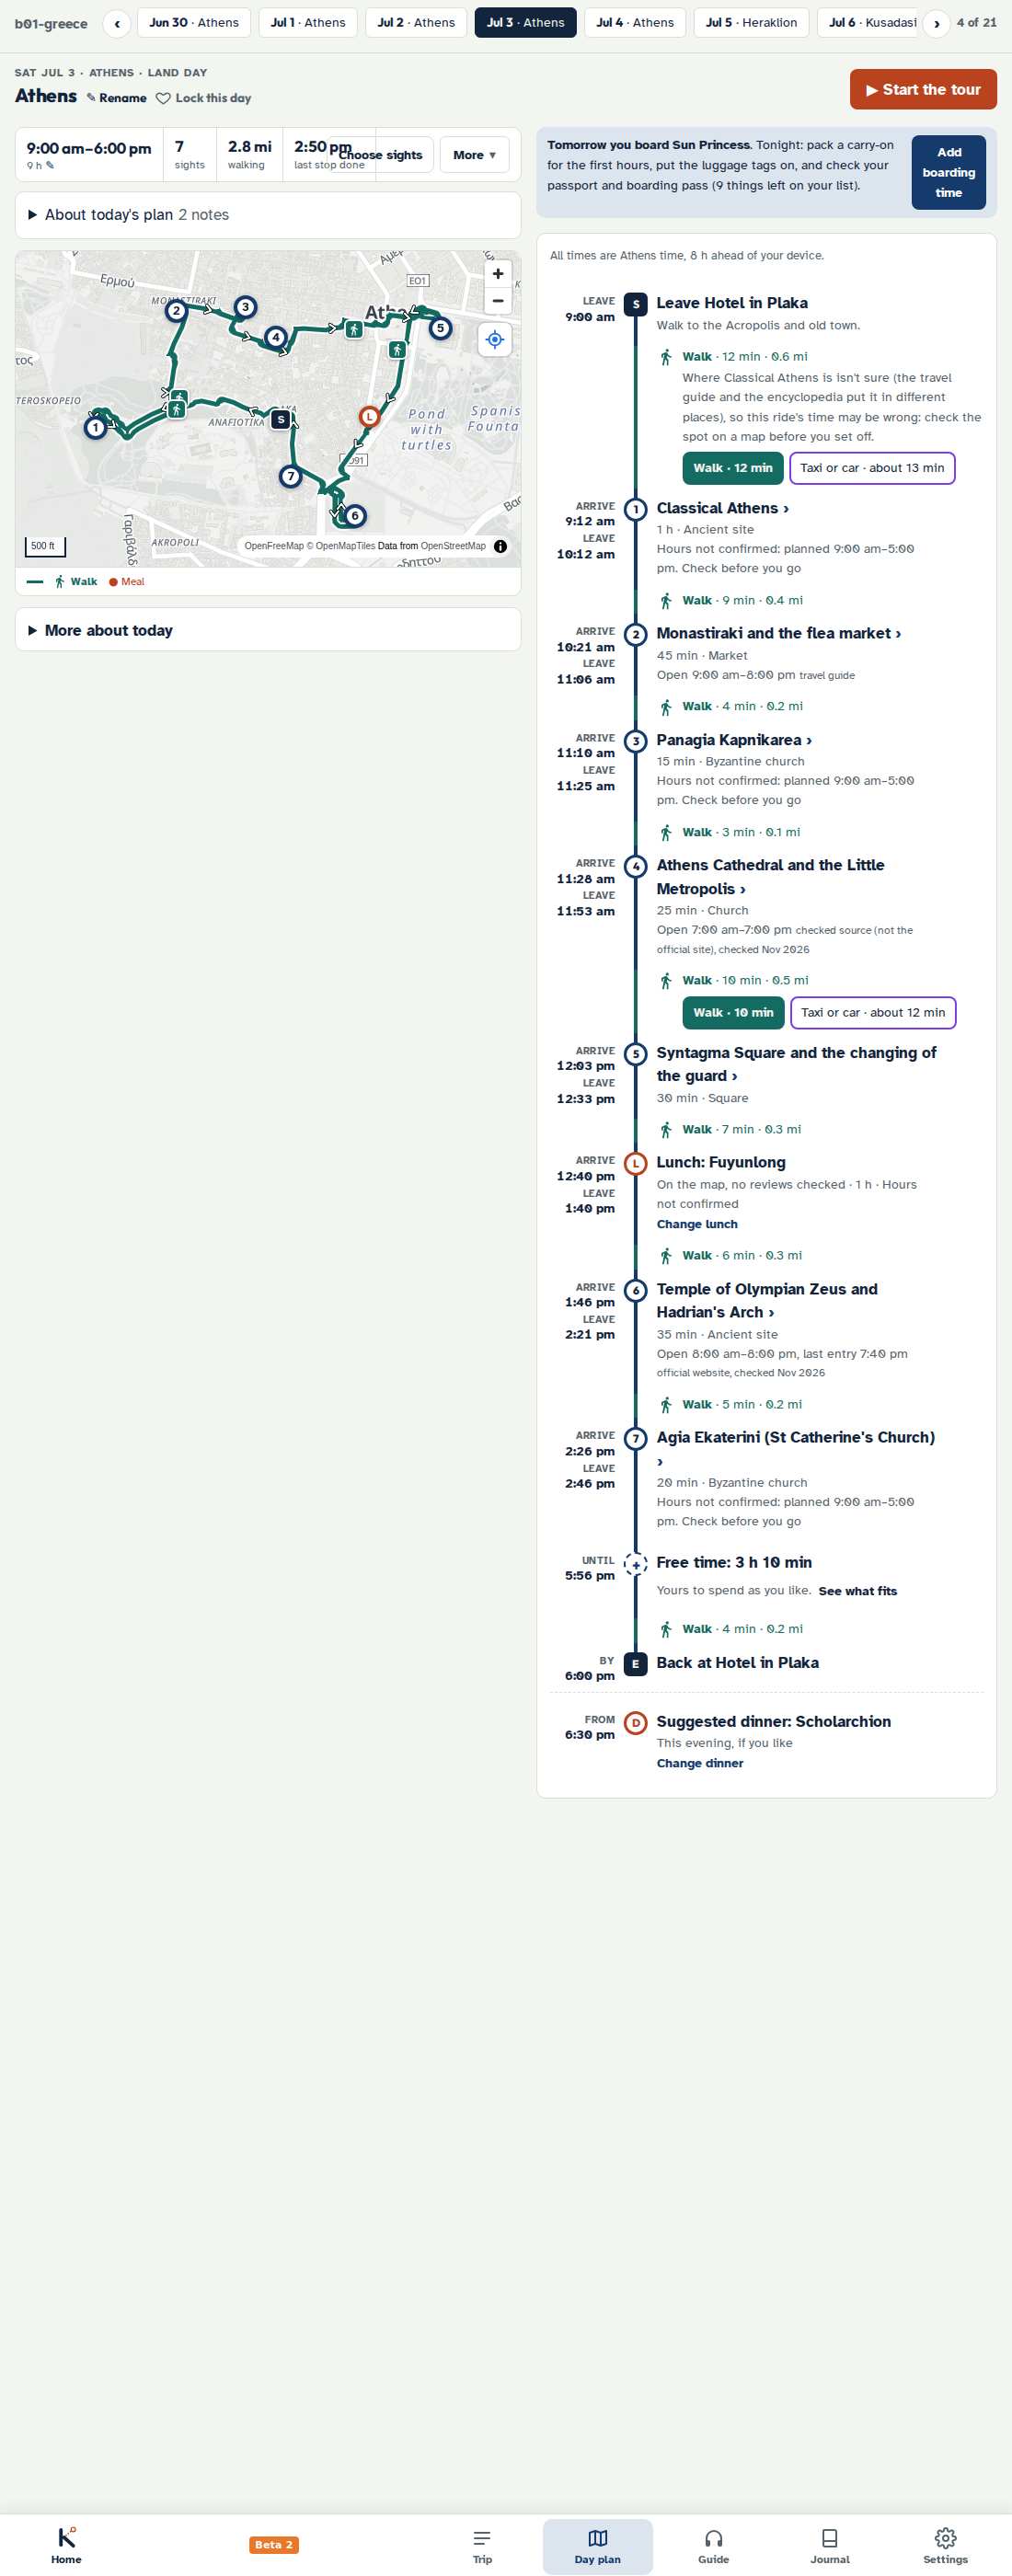 b01-greece
‹
Jun 30 · Athens
Jul 1 · Athens
Jul 2 · Athens
Jul 3 · Athens
Jul 4 · Athens
Jul 5 · Heraklion
Jul 6 · Kusadasi
›
4 of 21
SAT JUL 3 · ATHENS · LAND DAY
Athens
✎ Rename
Lock this day
▶ Start the tour
9:00 am–6:00 pm
9 h ✎
7
sights
2.8 mi
walking
2:50 pm
last stop done
Choose sights
More ▾
▶ About today's plan 2 notes
Ερμού
ΕΟ1
MONASTIRAKI
τος
TEROSKOPEIO
ANAFIOTIKA
Pond
with
turtles
Spanis
Founta
AKROPOLI
+
−
1
2
3
4
5
6
7
S
L
500 ft
OpenFreeMap © OpenMapTiles Data from OpenStreetMap
Walk
Meal
▶ More about today
Tomorrow you board Sun Princess. Tonight: pack a carry-on
for the first hours, put the luggage tags on, and check your
passport and boarding pass (9 things left on your list).
Add
boarding
time
All times are Athens time, 8 h ahead of your device.
LEAVE
9:00 am
S
Leave Hotel in Plaka
Walk to the Acropolis and old town.
Walk · 12 min · 0.6 mi
Where Classical Athens is isn't sure (the travel
guide and the encyclopedia put it in different
places), so this ride's time may be wrong: check the
spot on a map before you set off.
Walk · 12 min
Taxi or car · about 13 min
ARRIVE
9:12 am
LEAVE
10:12 am
1
Classical Athens ›
1 h · Ancient site
Hours not confirmed: planned 9:00 am–5:00
pm. Check before you go
Walk · 9 min · 0.4 mi
ARRIVE
10:21 am
LEAVE
11:06 am
2
Monastiraki and the flea market ›
45 min · Market
Open 9:00 am–8:00 pm travel guide
Walk · 4 min · 0.2 mi
ARRIVE
11:10 am
LEAVE
11:25 am
3
Panagia Kapnikarea ›
15 min · Byzantine church
Hours not confirmed: planned 9:00 am–5:00
pm. Check before you go
Walk · 3 min · 0.1 mi
ARRIVE
11:28 am
LEAVE
11:53 am
4
Athens Cathedral and the Little
Metropolis ›
25 min · Church
Open 7:00 am–7:00 pm checked source (not the
official site), checked Nov 2026
Walk · 10 min · 0.5 mi
Walk · 10 min
Taxi or car · about 12 min
ARRIVE
12:03 pm
LEAVE
12:33 pm
5
Syntagma Square and the changing of
the guard ›
30 min · Square
Walk · 7 min · 0.3 mi
ARRIVE
12:40 pm
LEAVE
1:40 pm
L
Lunch: Fuyunlong
On the map, no reviews checked · 1 h · Hours
not confirmed
Change lunch
Walk · 6 min · 0.3 mi
ARRIVE
1:46 pm
LEAVE
2:21 pm
6
Temple of Olympian Zeus and
Hadrian's Arch ›
35 min · Ancient site
Open 8:00 am–8:00 pm, last entry 7:40 pm
official website, checked Nov 2026
Walk · 5 min · 0.2 mi
ARRIVE
2:26 pm
LEAVE
2:46 pm
7
Agia Ekaterini (St Catherine's Church)
›
20 min · Byzantine church
Hours not confirmed: planned 9:00 am–5:00
pm. Check before you go
UNTIL
5:56 pm
+
Free time: 3 h 10 min
Yours to spend as you like. See what fits
Walk · 4 min · 0.2 mi
BY
6:00 pm
E
Back at Hotel in Plaka
FROM
6:30 pm
D
Suggested dinner: Scholarchion
This evening, if you like
Change dinner
Home
Beta 2
Trip
Day plan
Guide
Journal
Settings